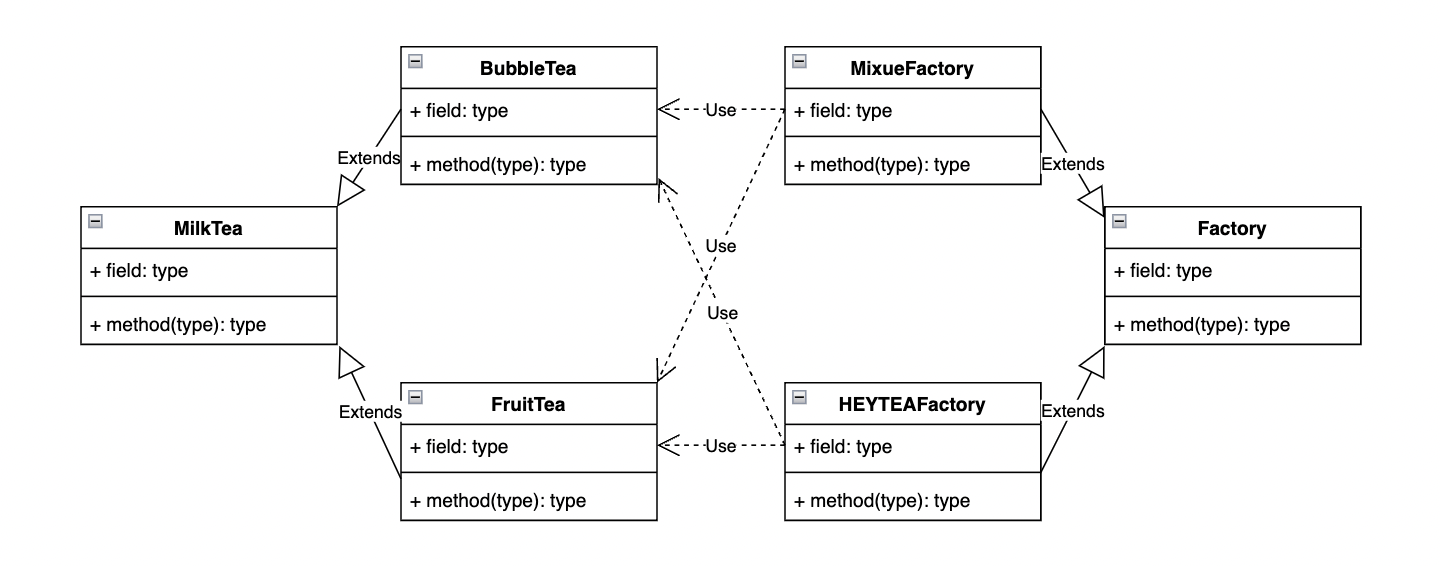 BubbleTea
+ field: type
+ method(type): type
MixueFactory
+ field: type
+ method(type): type
Use
Extends
Extends
MilkTea
+ field: type
+ method(type): type
Factory
+ field: type
+ method(type): type
Use
Use
Extends
Extends
FruitTea
+ field: type
+ method(type): type
HEYTEAFactory
+ field: type
+ method(type): type
Use